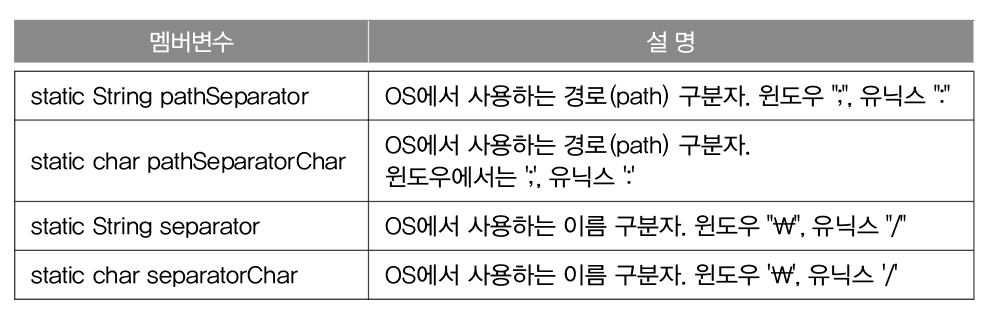 멤버변수 설 명
static String pathSeparator OS에서 사용하는 경로(path) 구분자. 윈도우 ";", 유닉스 ":"
static char pathSeparatorChar OS에서 사용하는 경로(path) 구분자.
윈도우에서는 ';', 유닉스 ':'
static String separator OS에서 사용하는 이름 구분자. 윈도우 "₩", 유닉스 "/"
static char separatorChar OS에서 사용하는 이름 구분자. 윈도우 '₩', 유닉스 '/'